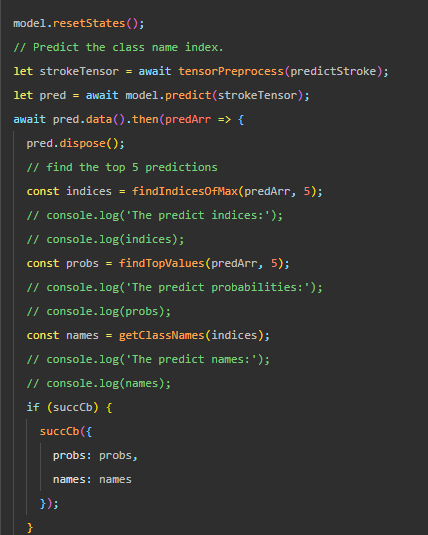 model.resetStates();
// Predict the class name index.
let strokeTensor = await tensorPreprocess(predictStroke);
let pred = await model.predict(strokeTensor);
await pred.data().then(predArr => {
pred.dispose();
// find the top 5 predictions
const indices = findIndicesOfMax(predArr, 5);
// console.log('The predict indices:');
// console.log(indices);
const probs = findTopValues(predArr, 5);
// console.log('The predict probabilities:');
// console.log(probs);
const names = getClassNames(indices);
// console.log('The predict names:');
// console.log(names);
if (succCb) {
succCb({
probs: probs,
names: names
});
}